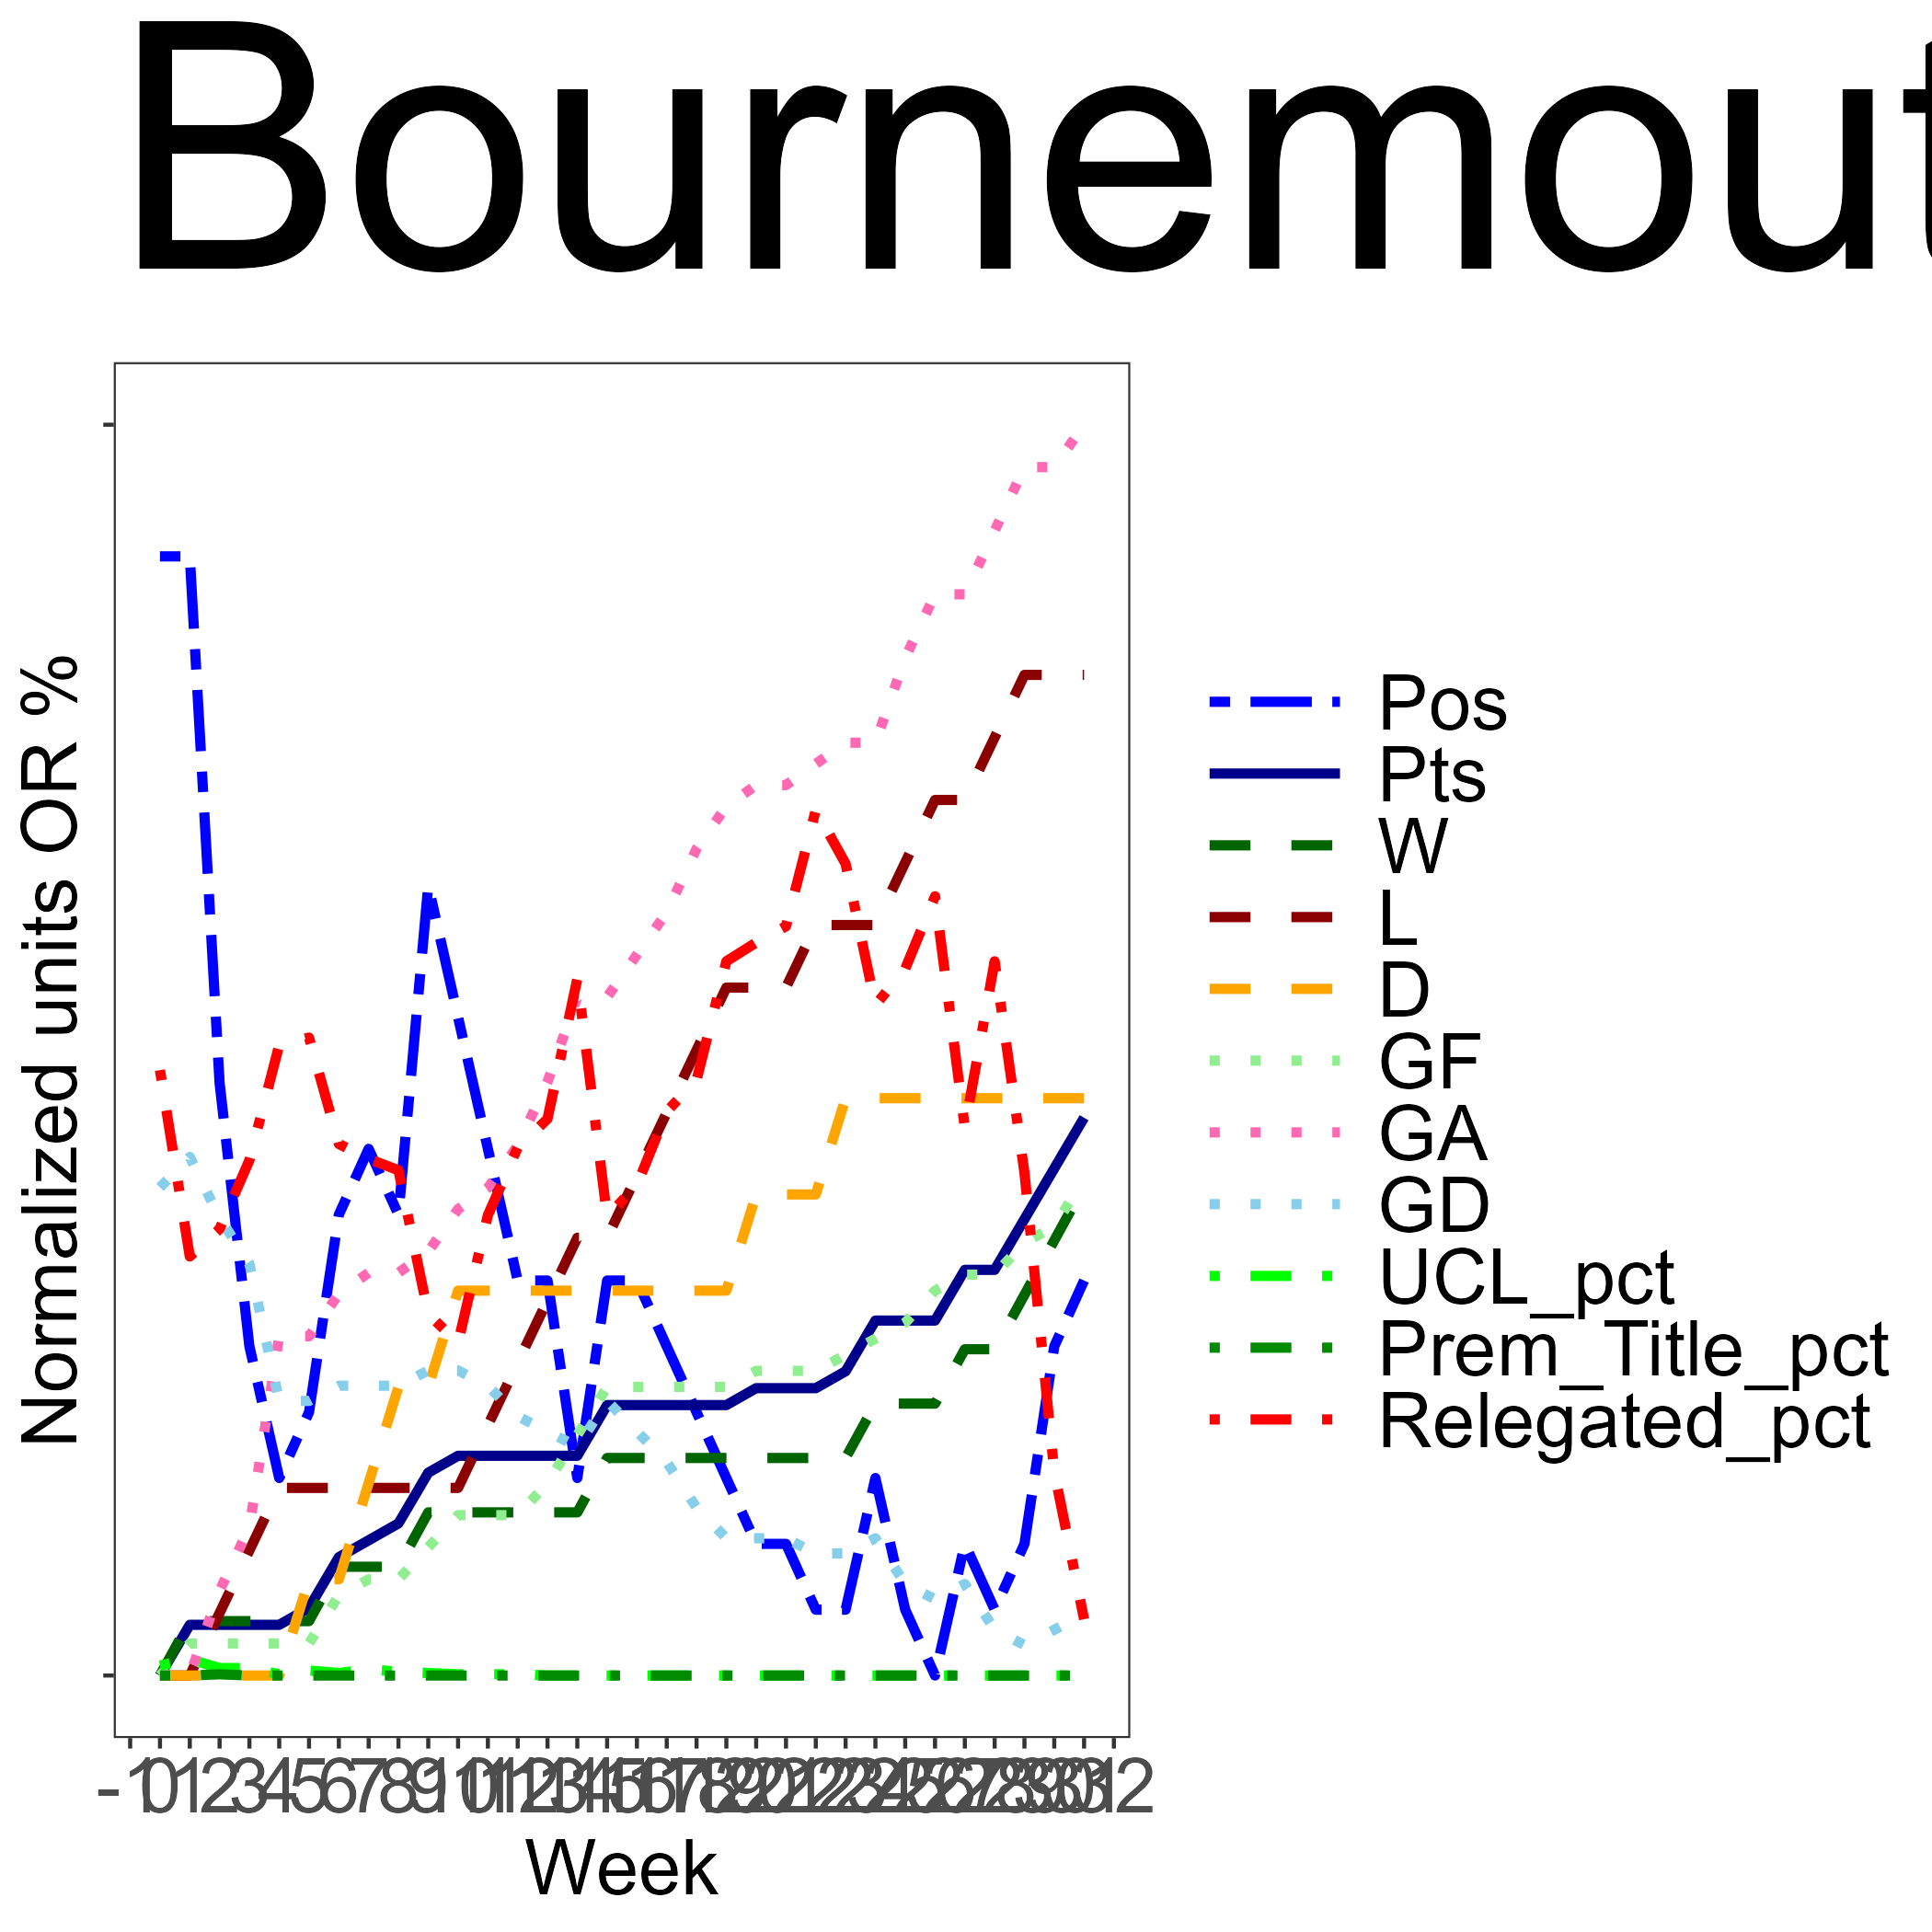 Bournemout
Normalized units OR %
Pos
Pts
W
L
D
GF
GA
GD
UCL_pct
Prem_Title_pct
Relegated_pct
Week